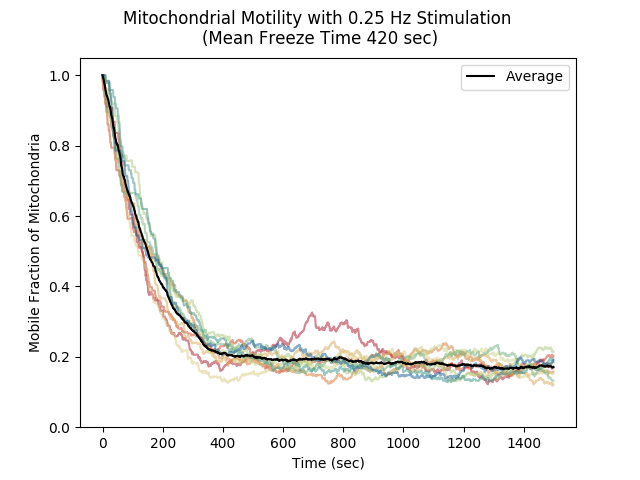 Mitochondrial Motility with 0.25 Hz Stimulation
(Mean Freeze Time 420 sec)
Average
Mobile Fraction of Mitochondria
1.0
0.8
0.6
0.4
0.2
0.0
0 200 400 600 800 1000 1200 1400
Time (sec)